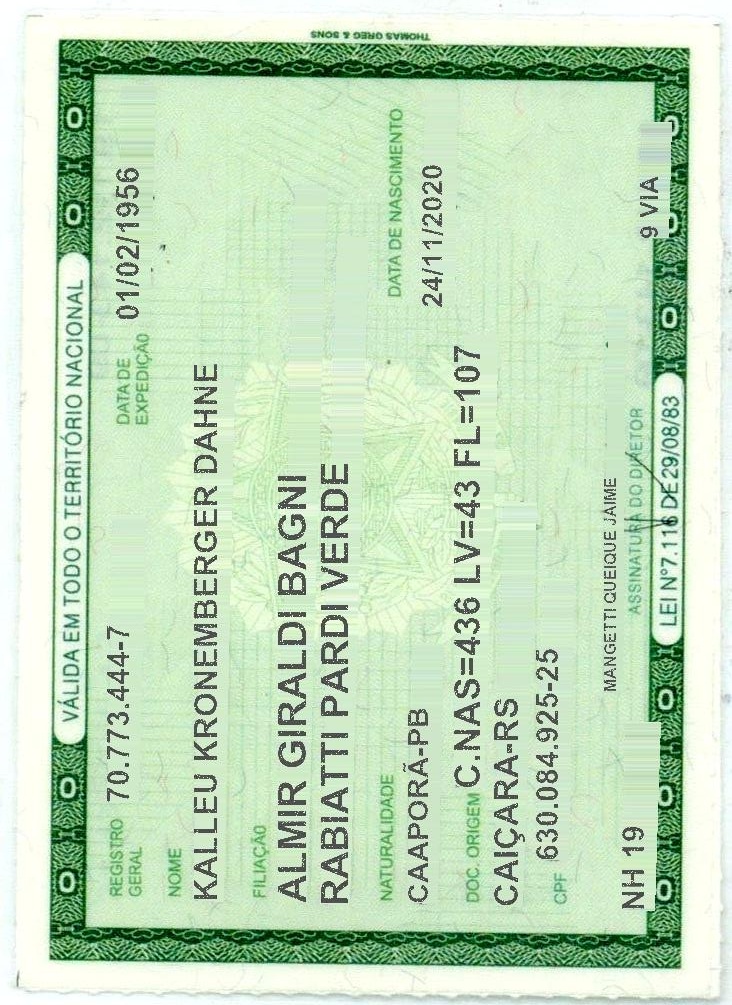 THOMAS GREG & SONS
VÁLIDA EM TODO O TERRITÓRIO NACIONAL
REGISTRO GERAL 70.773.444-7 DATA DE EXPEDIÇÃO 01/02/1956
NOME
KALLEU KRONEMBERGER DAHNE
FILIAÇÃO
ALMIR GIRALDI BAGNI
RABIATTI PARDI VERDE
NATURALIDADE DATA DE NASCIMENTO
CAAPORÃ-PB 24/11/2020
DOC. ORIGEM C.NAS=436 LV=43 FL=107
CAIÇARA-RS
CPF 630.084.925-25
MANGETTI QUEIQUE JAIME
NH 19 ASSINATURA DO DIRETOR 9 VIA
LEI Nº7.116 DE 29/08/83